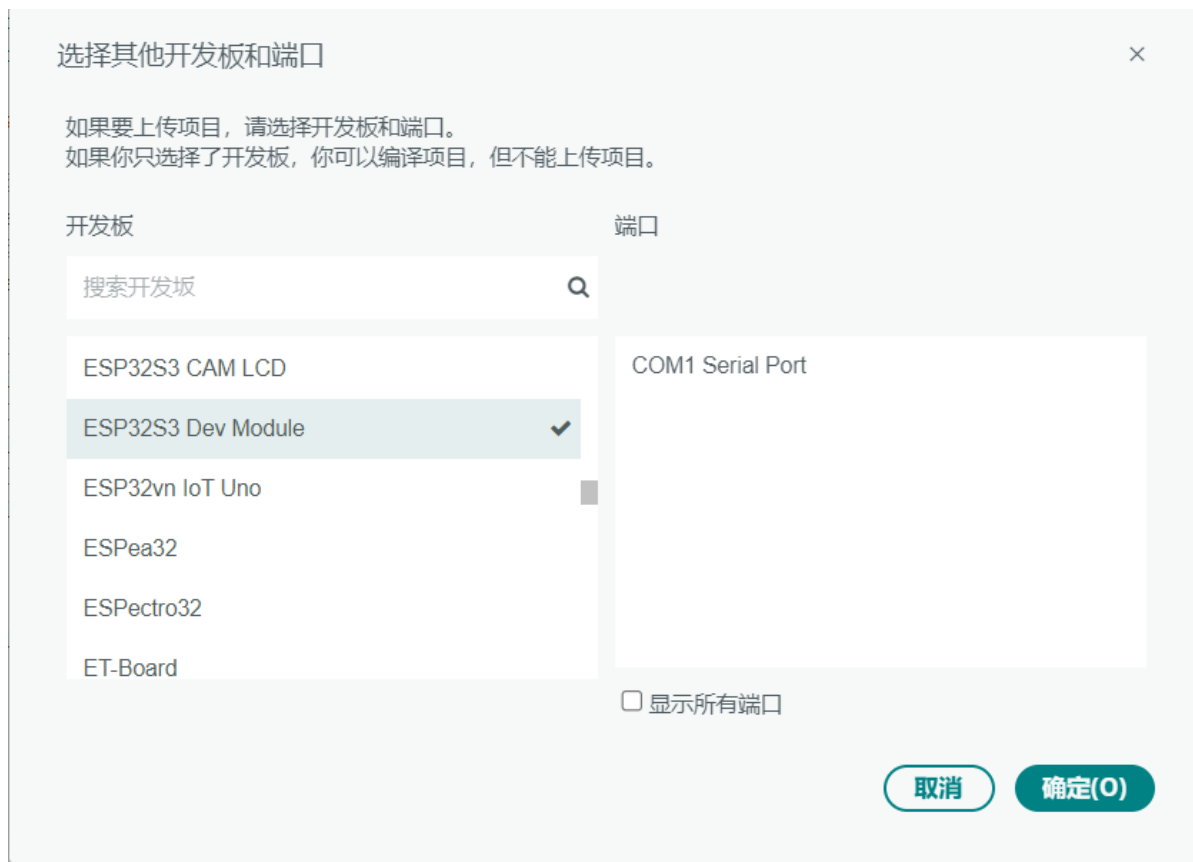 选择其他开发板和端口
×
如果要上传项目，请选择开发板和端口。
如果你只选择了开发板，你可以编译项目，但不能上传项目。
开发板
搜索开发坂
ESP32S3 CAM LCD
ESP32S3 Dev Module
ESP32vn IoT Uno
ESPea32
ESPectro32
ET-Board
端口
COM1 Serial Port
显示所有端口
取消
确定(O)